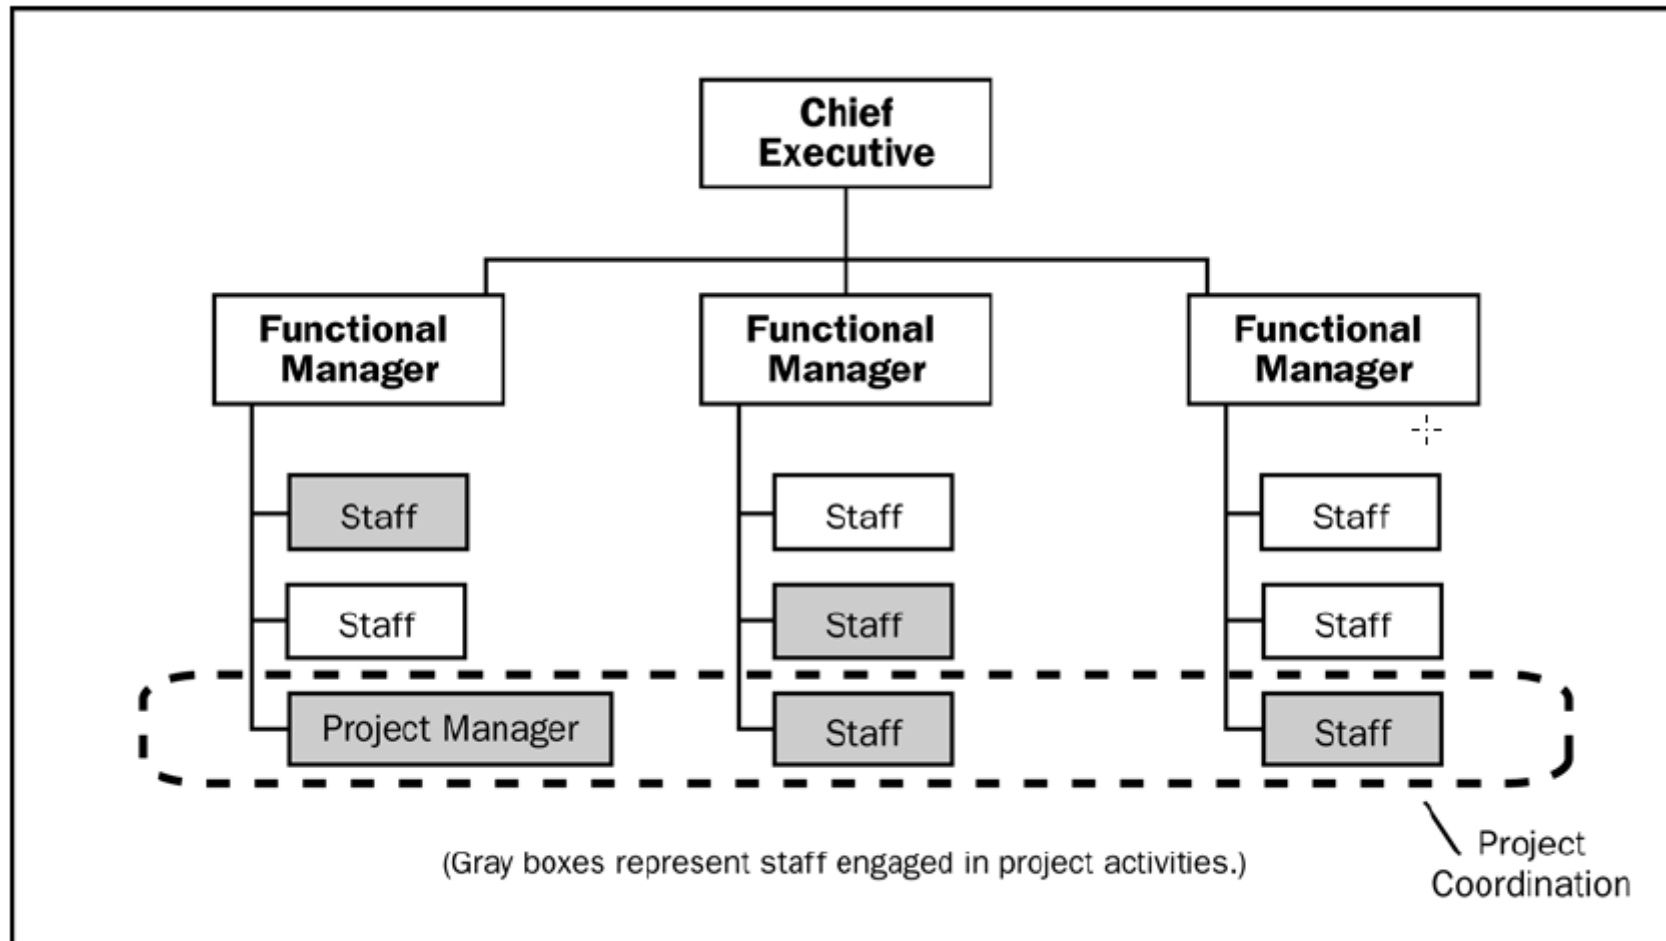 Chief
Executive
Functional
Manager
Functional
Manager
Functional
Manager
Staff
Staff
Staff
Staff
Staff
Staff
Project Manager
Staff
Staff
(Gray boxes represent staff engaged in project activities.)
Project
Coordination